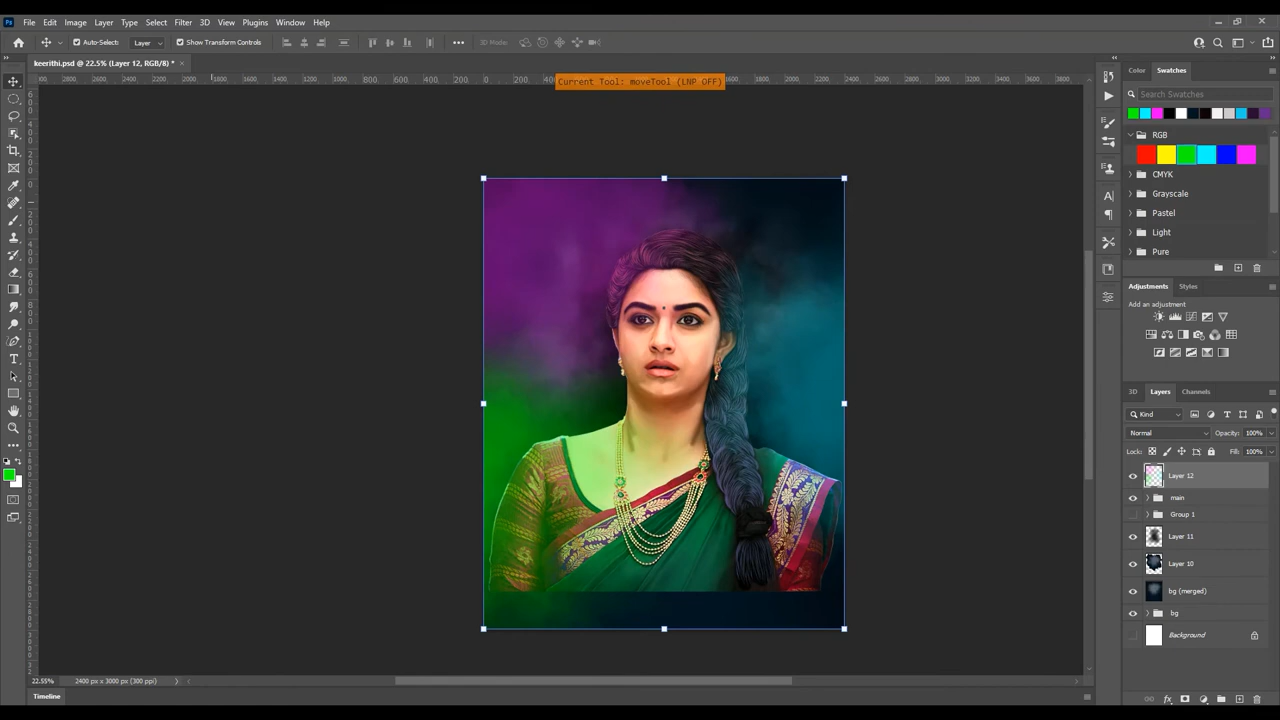 Ps File Edit Image Layer Type Select Filter 3D View Plugins Window Help
Auto-Select: Layer Show Transform Controls 3D Mode:
keerithi.psd @ 22.5% (Layer 12, RGB/8) *
Current Tool: moveTool (LNP OFF)
Color Swatches
Search Swatches
RGB
CMYK
Grayscale
Pastel
Light
Pure
Adjustments Styles
Add an adjustment
3D Layers Channels
Kind
Normal Opacity: 100%
Lock: Fill: 100%
Layer 12
main
Group 1
Layer 11
Layer 10
bg (merged)
bg
Background
22.55% 2400 px x 3000 px (300 ppi)
Timeline